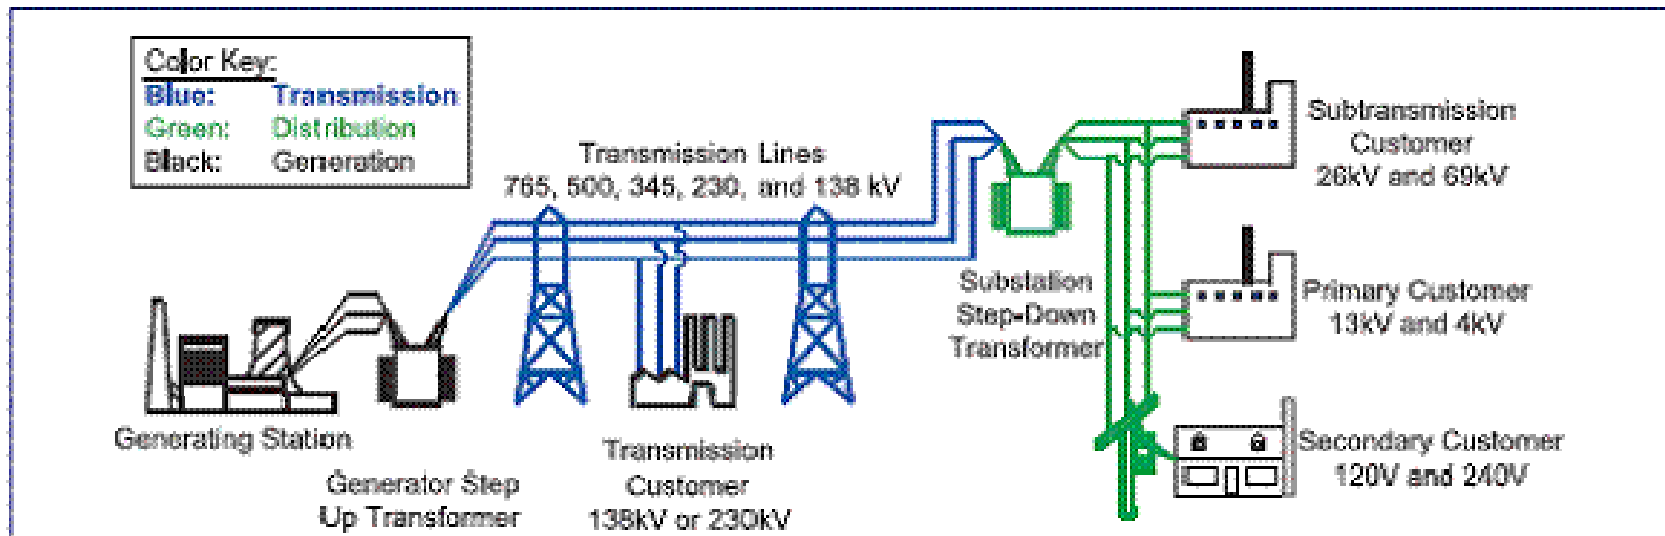 Color Key:
Blue: Transmission
Green: Distribution
Black: Generation
Transmission Lines
765, 500, 345, 230, and 138 kV
Subtransmission
Customer
26kV and 69kV
Substation
Step-Down
Transformer
Primary Customer
13kV and 4kV
Generating Station
Generator Step
Up Transformer
Transmission
Customer
138kV or 230kV
Secondary Customer
120V and 240V